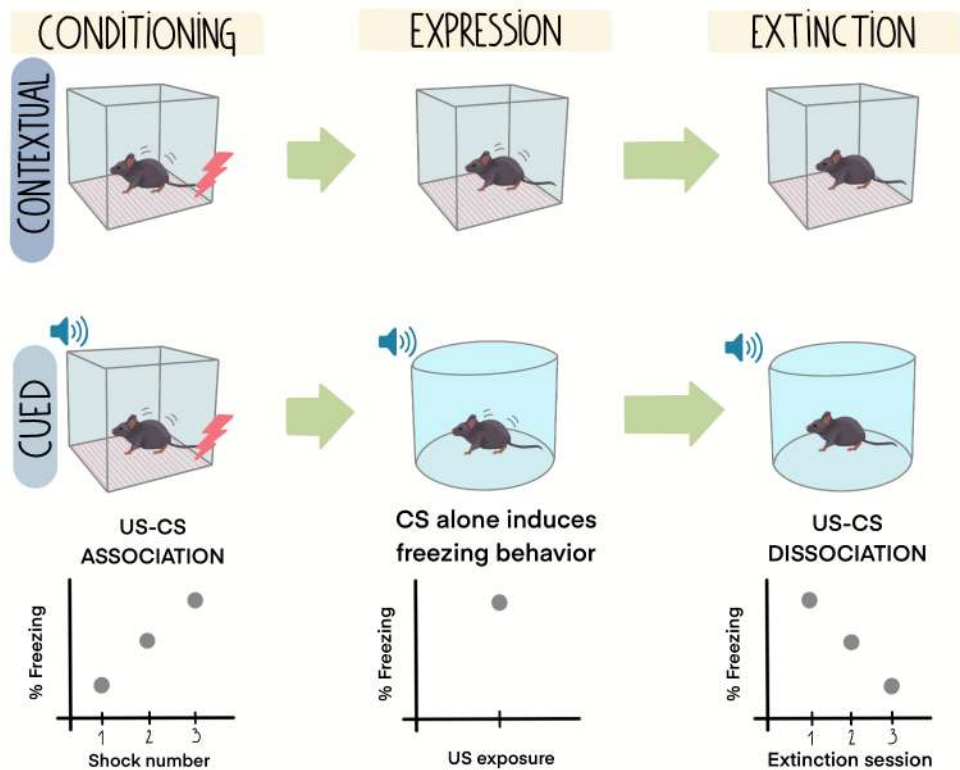 CONDITIONING
EXPRESSION
EXTINCTION
CONTEXTUAL
CUED
US-CS
ASSOCIATION
CS alone induces
freezing behavior
US-CS
DISSOCIATION
% Freezing
1 2 3
Shock number
% Freezing
US exposure
% Freezing
1 2 3
Extinction session